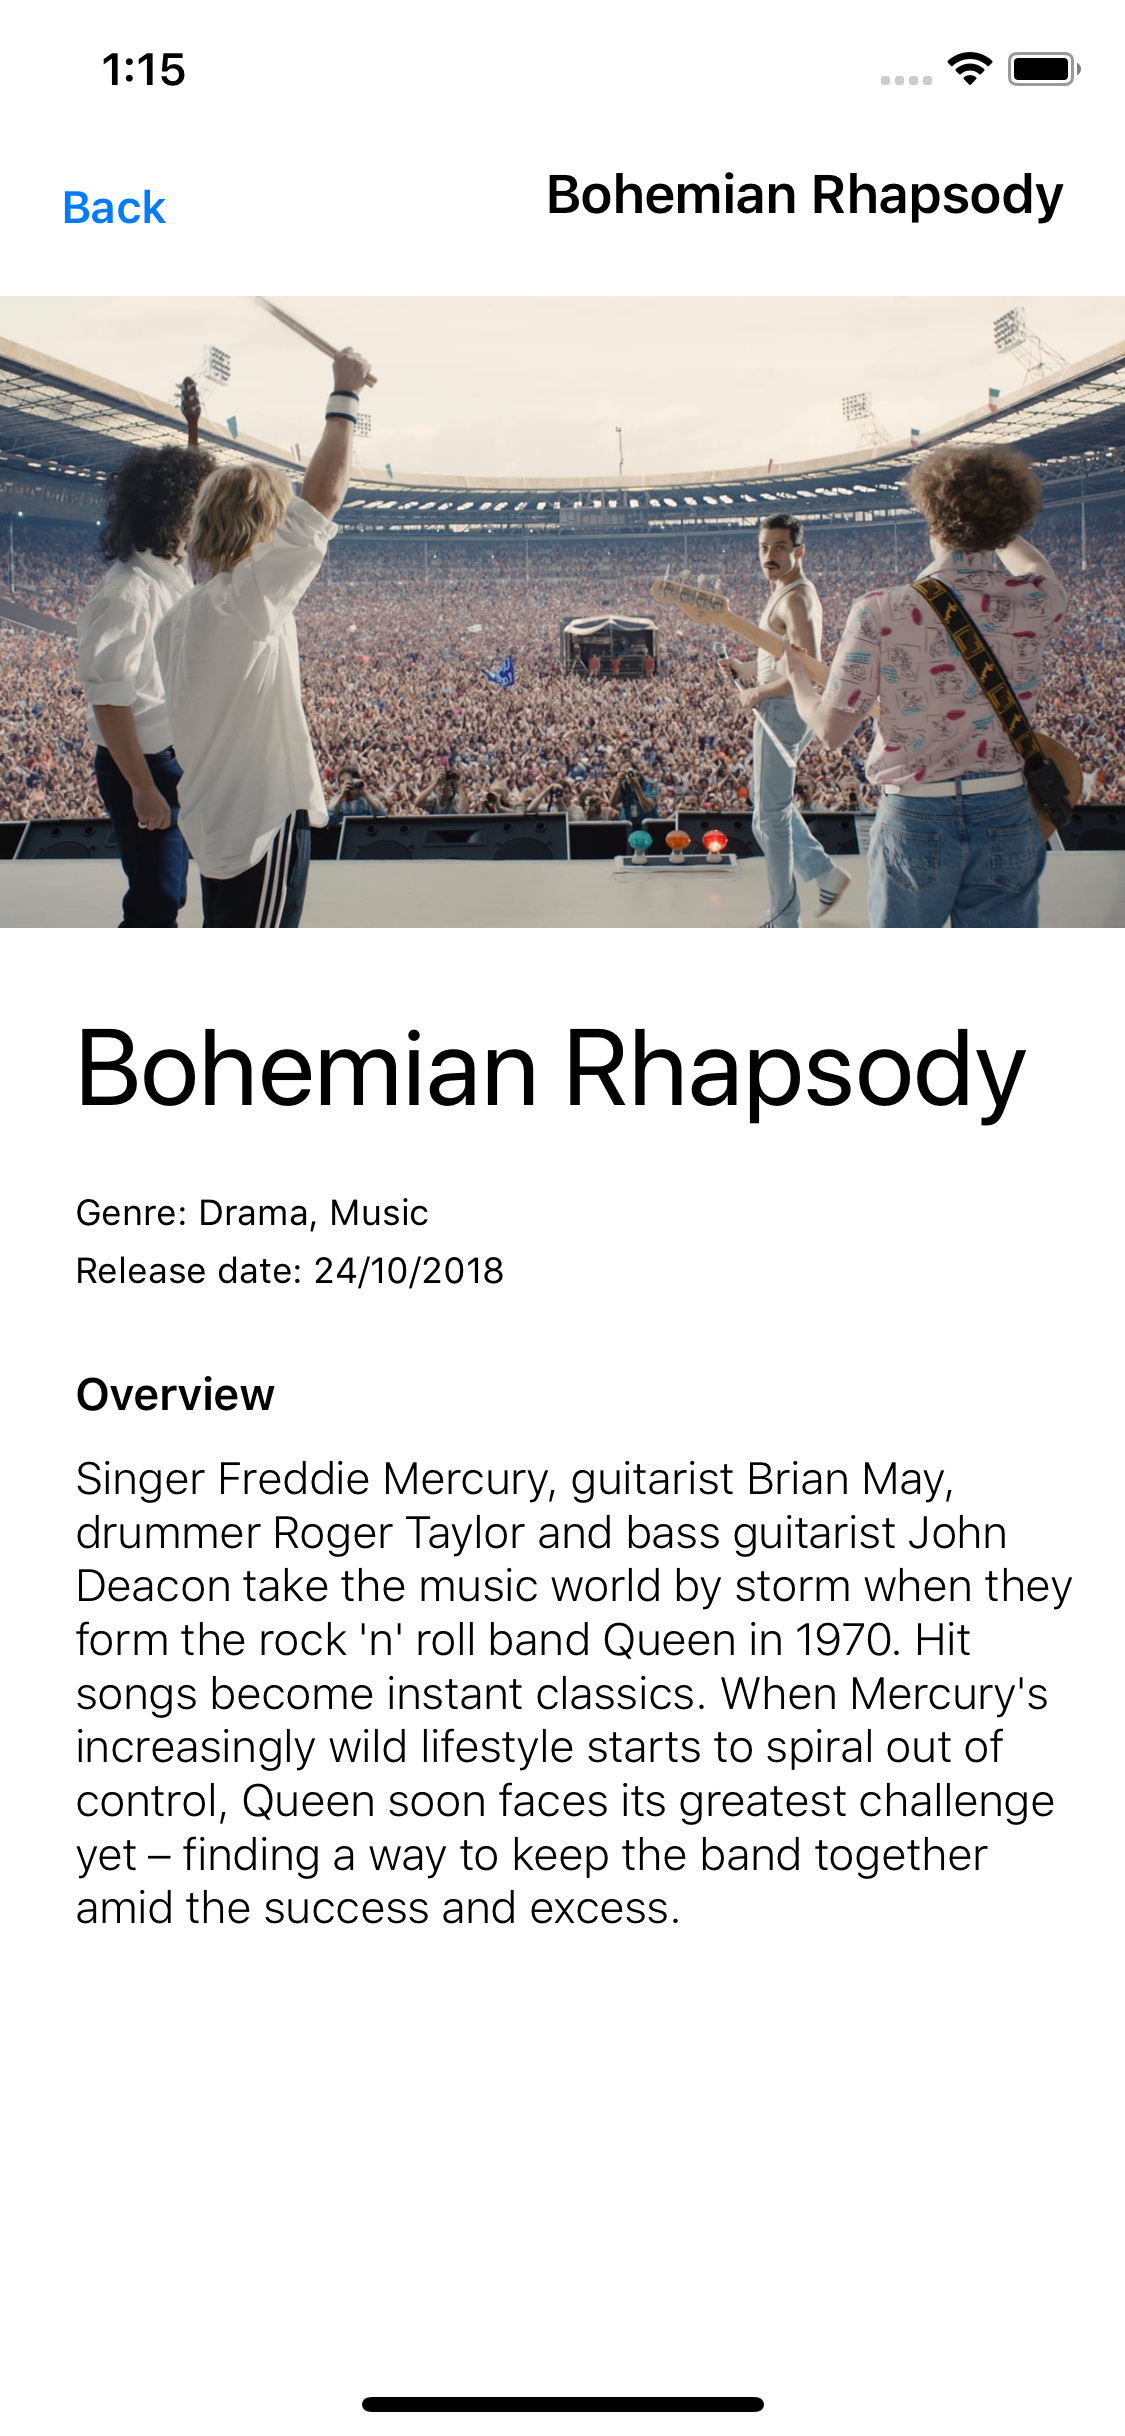 1:15
Back
Bohemian Rhapsody
Bohemian Rhapsody
Genre: Drama, Music
Release date: 24/10/2018
Overview
Singer Freddie Mercury, guitarist Brian May,
drummer Roger Taylor and bass guitarist John
Deacon take the music world by storm when they
form the rock 'n' roll band Queen in 1970. Hit
songs become instant classics. When Mercury's
increasingly wild lifestyle starts to spiral out of
control, Queen soon faces its greatest challenge
yet – finding a way to keep the band together
amid the success and excess.